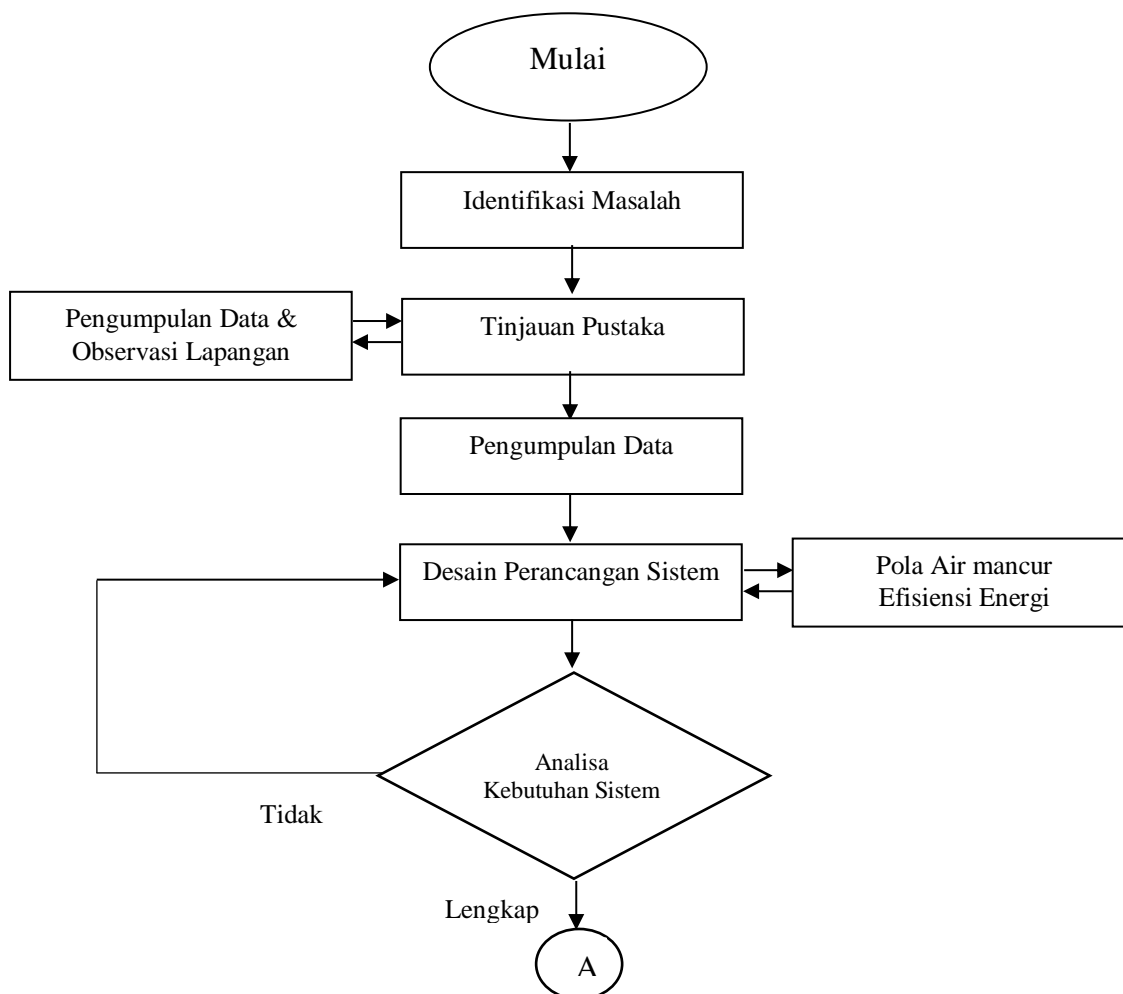 Mulai
Identifikasi Masalah
Pengumpulan Data &
Observasi Lapangan
Tinjauan Pustaka
Pengumpulan Data
Desain Perancangan Sistem
Pola Air mancur
Efisiensi Energi
Analisa
Kebutuhan Sistem
Tidak
Lengkap
A